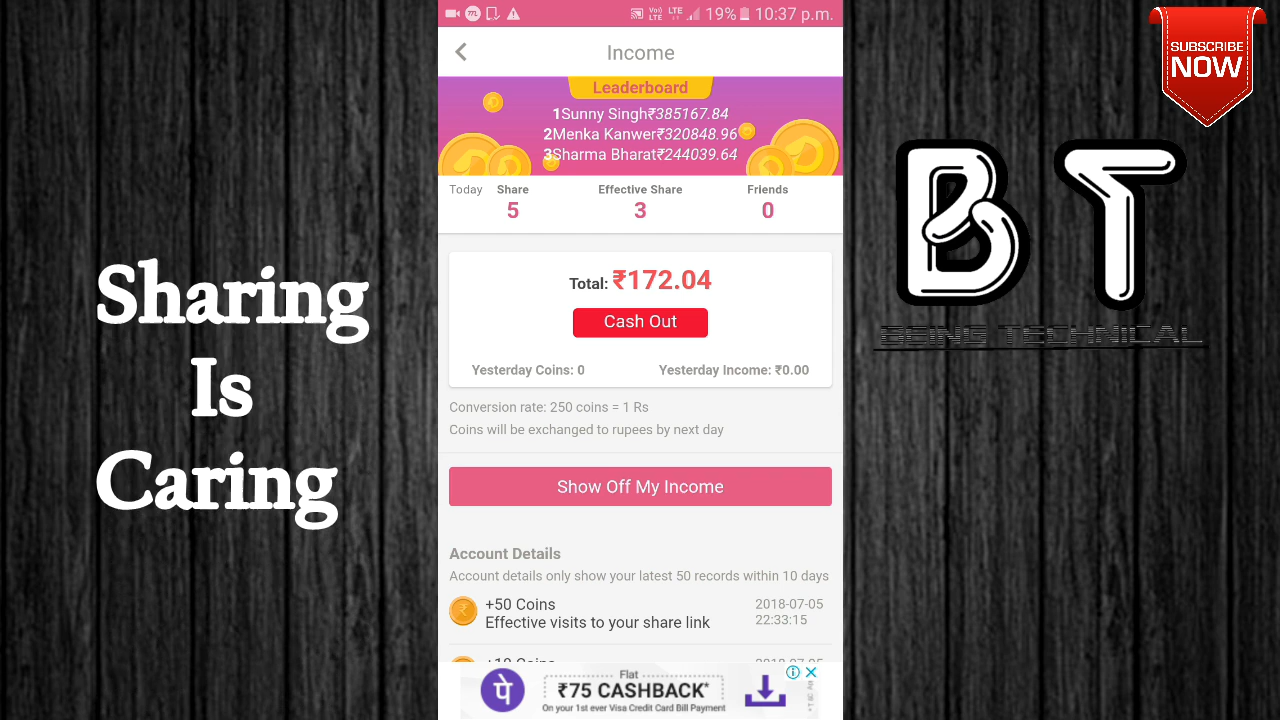 Sharing
Is
Caring
19% 10:37 p.m.
Income
Leaderboard
1Sunny Singh₹385167.84
2Menka Kanwer₹320848.96
3Sharma Bharat₹244039.64
Today Share Effective Share Friends
5 3 0
Total: ₹172.04
Cash Out
Yesterday Coins: 0 Yesterday Income: ₹0.00
Conversion rate: 250 coins = 1 Rs
Coins will be exchanged to rupees by next day
Show Off My Income
Account Details
Account details only show your latest 50 records within 10 days
+50 Coins 2018-07-05
Effective visits to your share link 22:33:15
पे
Flat
₹75 CASHBACK*
On your 1st ever Visa Credit Card Bill Payment
SUBSCRIBE
NOW
BT
BEING TECHNICAL